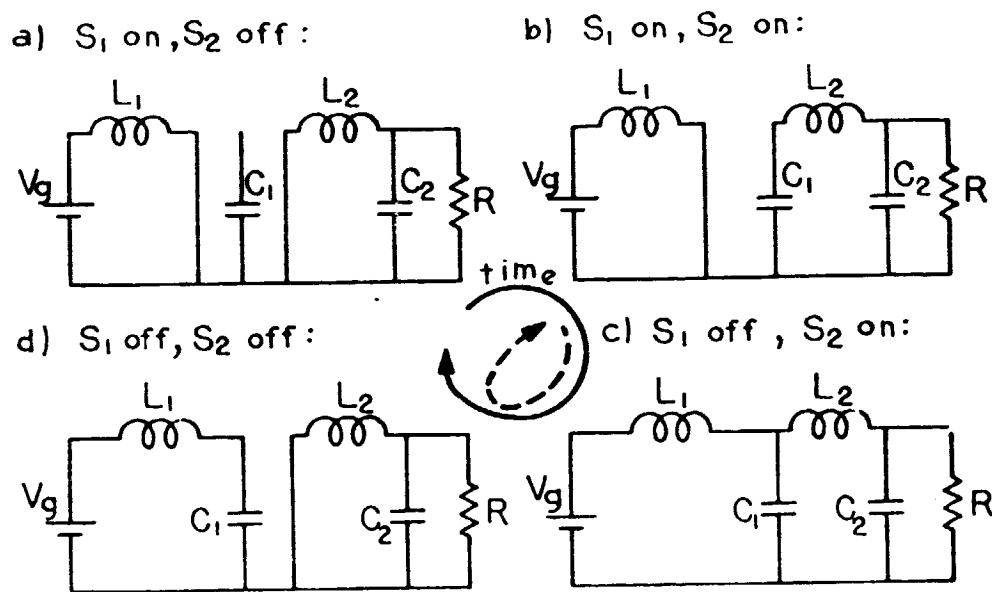 a) S₁ on, S₂ off:
L₁
L₂
Vg
C₁
C₂
R
b) S₁ on, S₂ on:
L₁
L₂
Vg
C₁
C₂
R
time
d) S₁ off, S₂ off:
L₁
L₂
Vg
C₁
C₂
R
c) S₁ off, S₂ on:
L₁
L₂
Vg
C₁
C₂
R